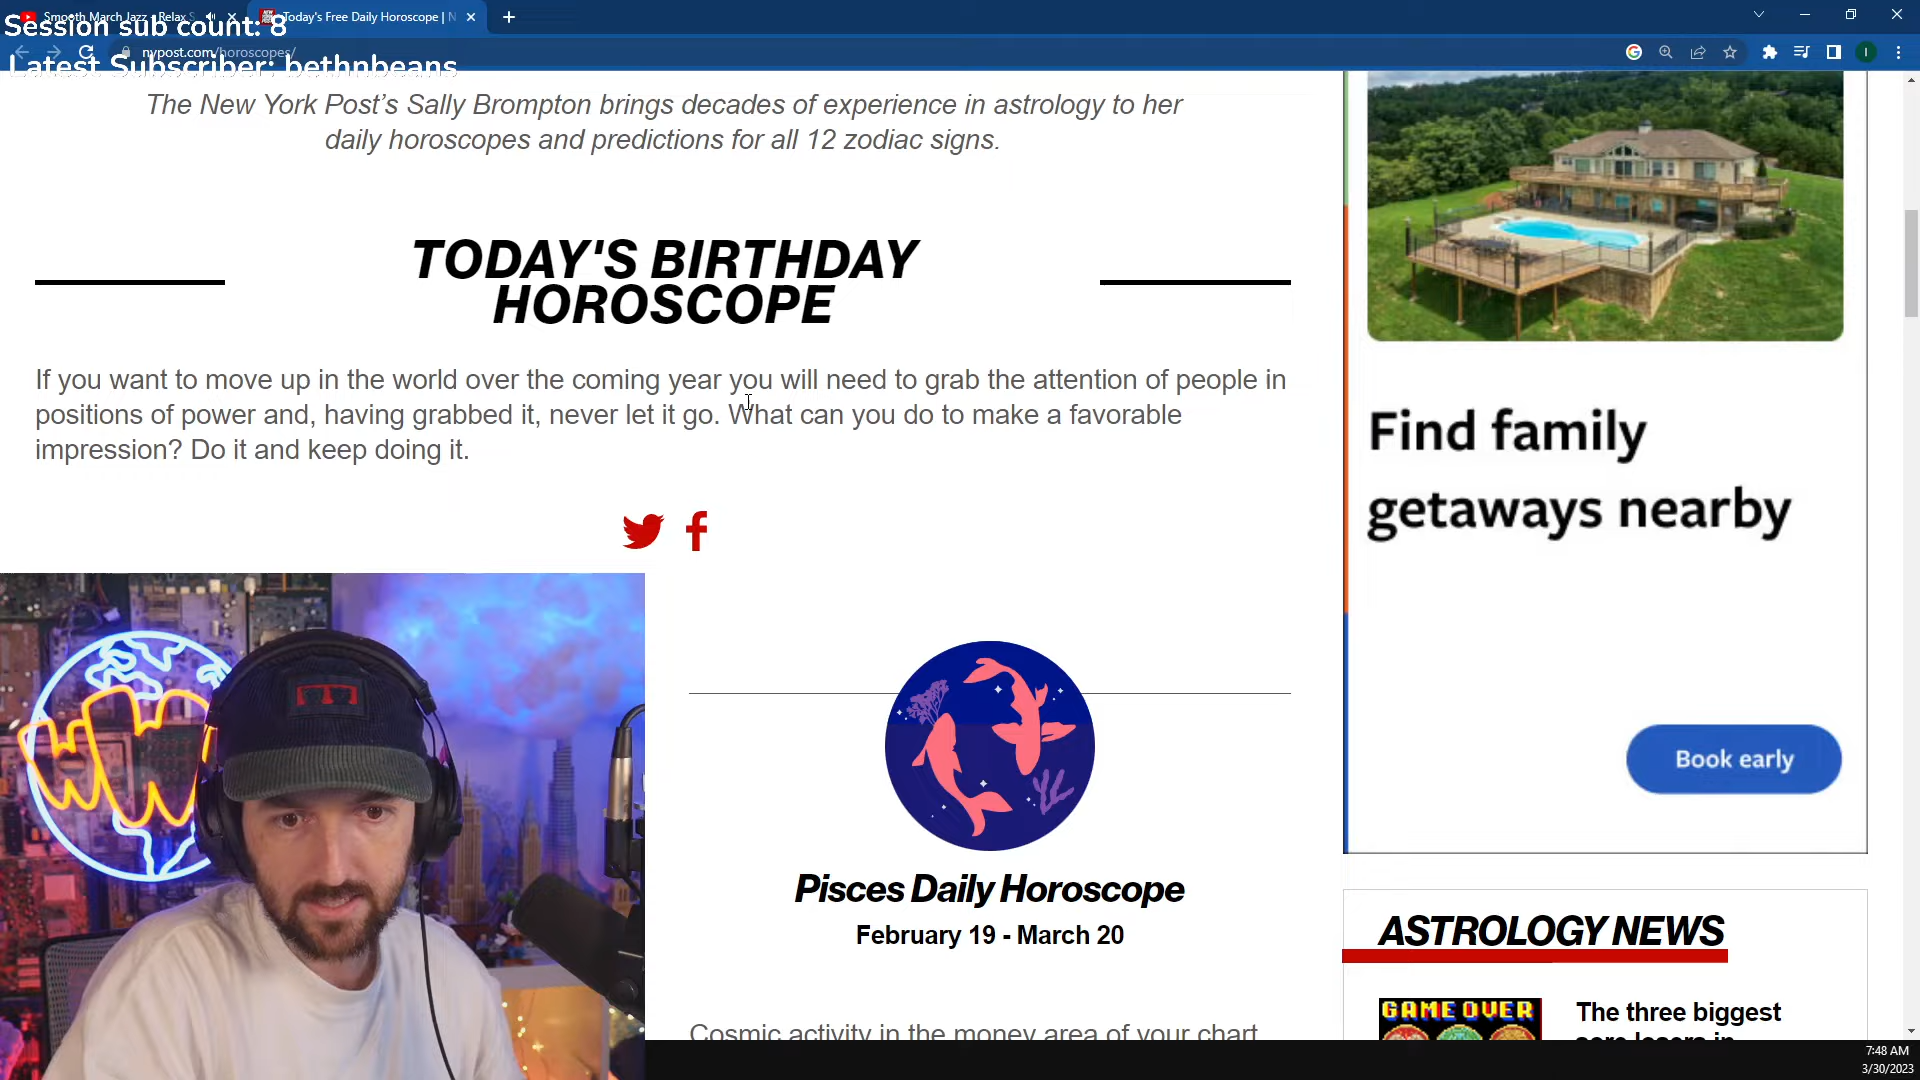 Smooth March Jazz - Relax S
Today's Free Daily Horoscope | N
Session sub count: 8
nypost.com/horoscopes/
Latest Subscriber: bethnbeans
The New York Post's Sally Brompton brings decades of experience in astrology to her
daily horoscopes and predictions for all 12 zodiac signs.
TODAY'S BIRTHDAY
HOROSCOPE
If you want to move up in the world over the coming year you will need to grab the attention of people in
positions of power and, having grabbed it, never let it go. What can you do to make a favorable
impression? Do it and keep doing it.
Find family
getaways nearby
Book early
Pisces Daily Horoscope
February 19 - March 20
Cosmic activity in the money area of your chart
ASTROLOGY NEWS
GAME OVER
The three biggest
7:48 AM
3/30/2023